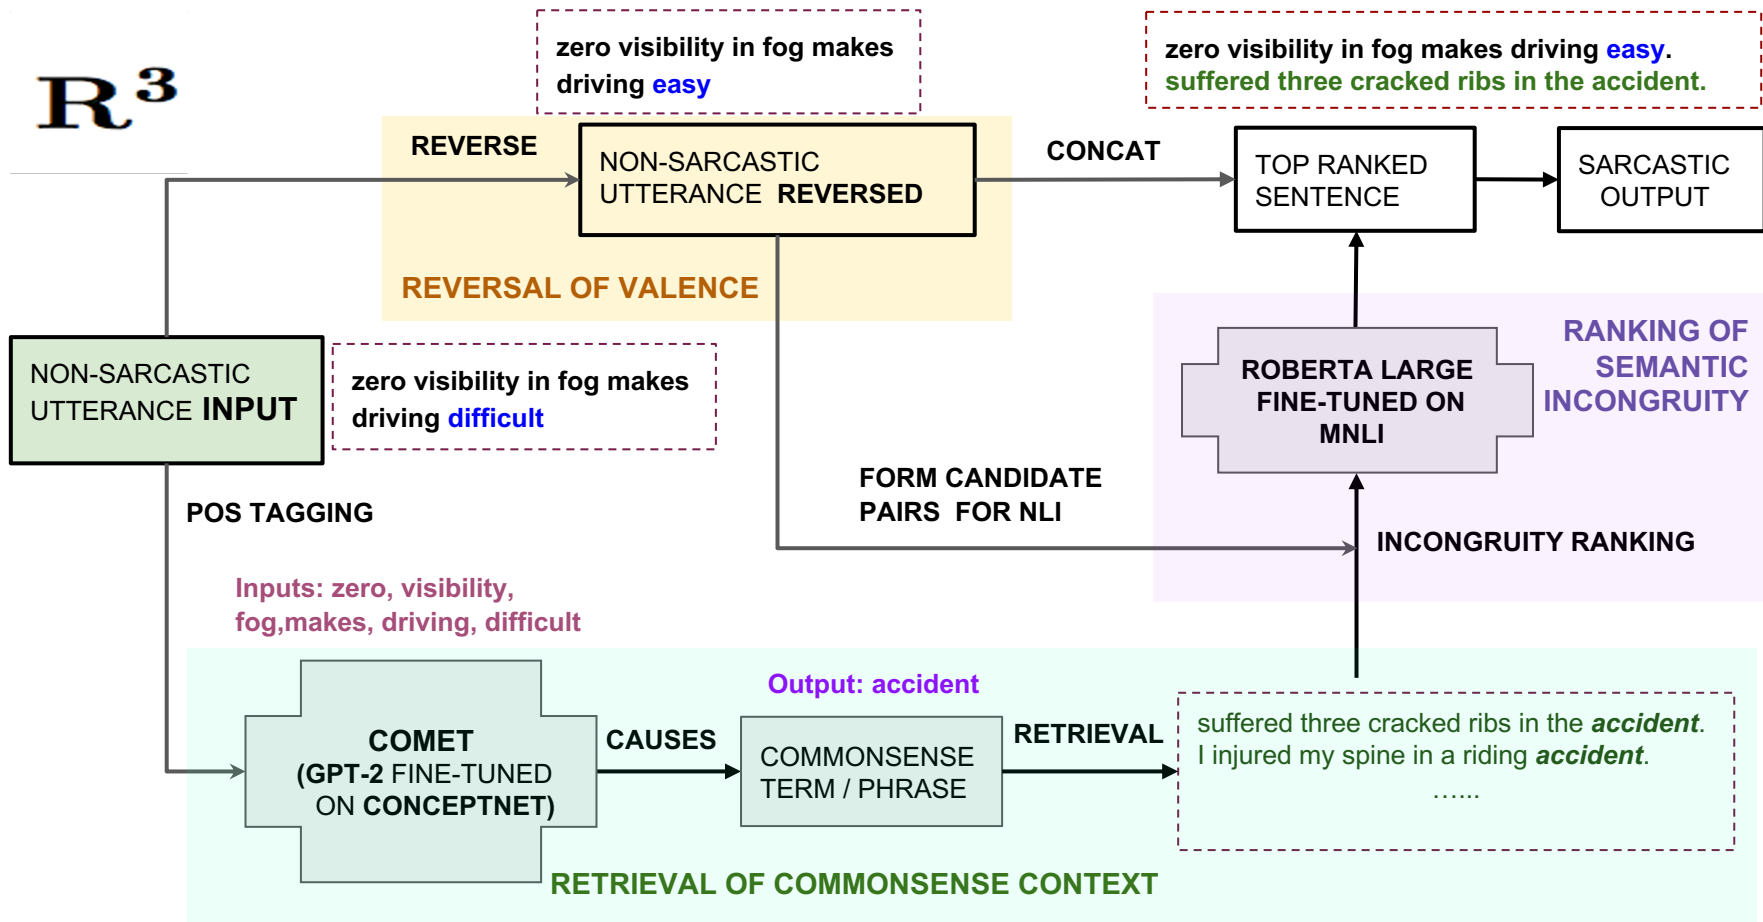 R³
zero visibility in fog makes
driving easy
zero visibility in fog makes driving easy.
suffered three cracked ribs in the accident.
REVERSE
NON-SARCASTIC
UTTERANCE REVERSED
CONCAT
TOP RANKED
SENTENCE
SARCASTIC
OUTPUT
REVERSAL OF VALENCE
NON-SARCASTIC
UTTERANCE INPUT
zero visibility in fog makes
driving difficult
ROBERTA LARGE
FINE-TUNED ON
MNLI
RANKING OF
SEMANTIC
INCONGRUITY
POS TAGGING
FORM CANDIDATE
PAIRS FOR NLI
INCONGRUITY RANKING
Inputs: zero, visibility,
fog,makes, driving, difficult
COMET
(GPT-2 FINE-TUNED
ON CONCEPTNET)
CAUSES
Output: accident
COMMONSENSE
TERM / PHRASE
RETRIEVAL
suffered three cracked ribs in the accident.
I injured my spine in a riding accident.
…...
RETRIEVAL OF COMMONSENSE CONTEXT